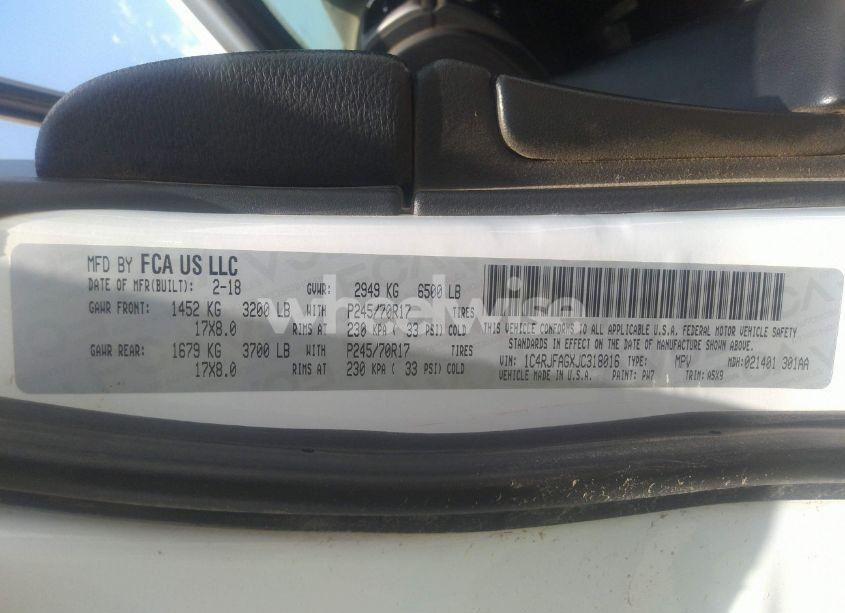 MFD BY FCA US LLC
DATE OF MFR(BUILT): 2-18 GVWR: 2949 KG 6500 LB
GAWR FRONT: 1452 KG 3200 LB WITH P245/70R17 TIRES
17X8.0 RIMS AT 230 KPA ( 33 PSI) COLD
GAWR REAR: 1679 KG 3700 LB WITH P245/70R17 TIRES
17X8.0 RIMS AT 230 KPA ( 33 PSI) COLD
THIS VEHICLE CONFORMS TO ALL APPLICABLE U.S.A. FEDERAL MOTOR VEHICLE SAFETY
STANDARDS IN EFFECT ON THE DATE OF MANUFACTURE SHOWN ABOVE.
VIN: 1C4RJFAGXJC318016 TYPE: MPV MDH:021401 301AA
VEHICLE MADE IN U.S.A. PAINT: PW7 TRIM: A5X9
wheelwise